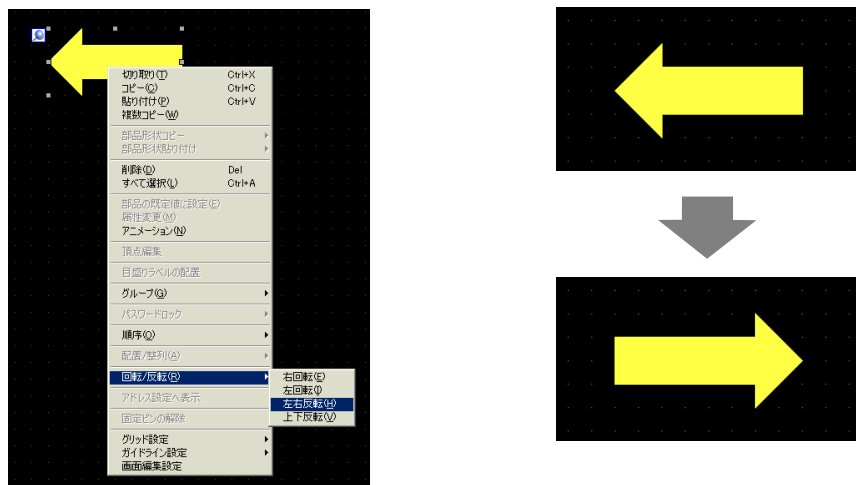 切り取り(T) Ctrl+X
コピー(C) Ctrl+C
貼り付け(P) Ctrl+V
複数コピー(W)
部品形状コピー
部品形状貼り付け
削除(D) Del
すべて選択(L) Ctrl+A
部品の既定値に設定(E)
属性変更(M)
アニメーション(N)
頂点編集
目盛りラベルの配置
グループ(G)
パスワードロック
順序(O)
配置/整列(A)
回転/反転(R)
右回転(E)
左回転(I)
左右反転(H)
上下反転(V)
アドレス設定へ表示
固定ピンの解除
グリッド設定
ガイドライン設定
画面編集設定